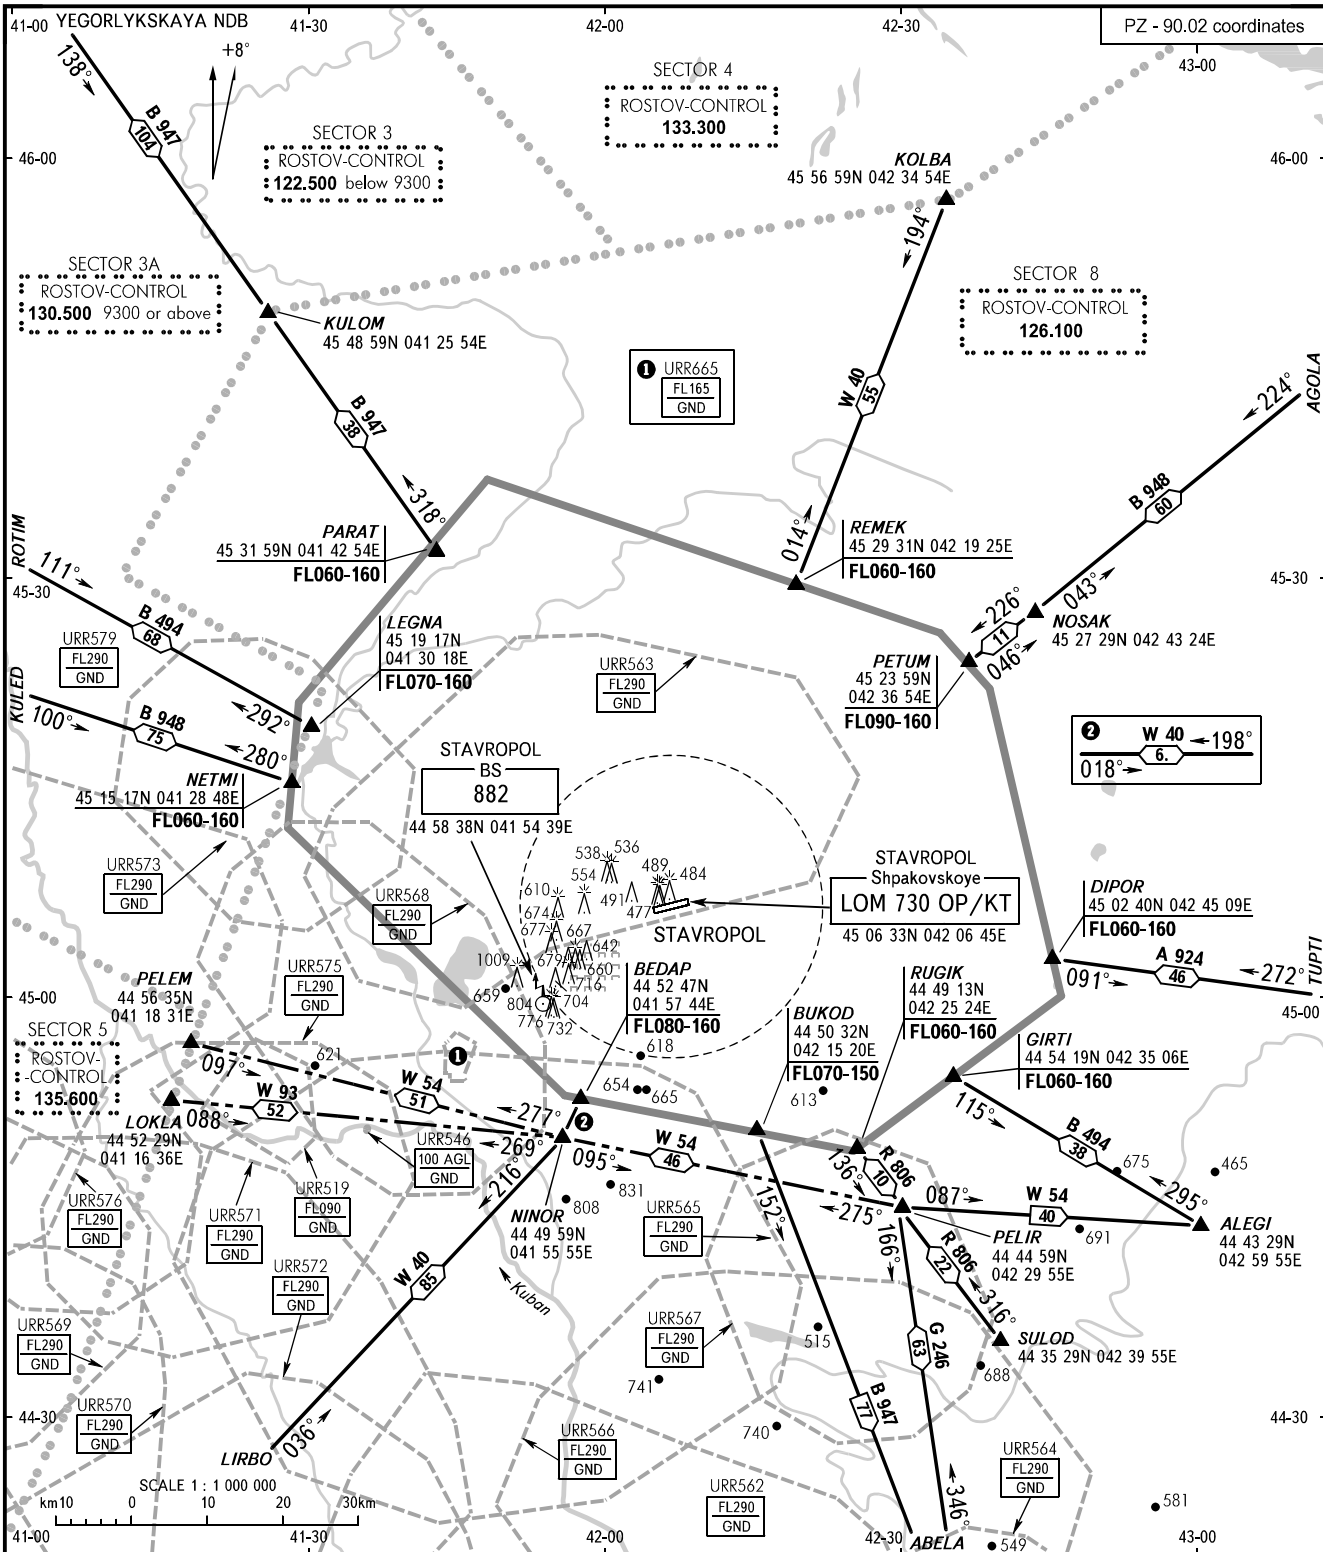 41-00
YEGORLYKSKAYA NDB
41-30
42-00
42-30
PZ - 90.02 coordinates
43-00
+8°
138°
B 947
104
SECTOR 4
ROSTOV-CONTROL
133.300
SECTOR 3
ROSTOV-CONTROL
122.500 below 9300
46-00
46-00
KOLBA
45 56 59N 042 34 54E
194°
SECTOR 3A
ROSTOV-CONTROL
130.500 9300 or above
SECTOR 8
ROSTOV-CONTROL
126.100
KULOM
45 48 59N 041 25 54E
1 URR665
FL165
GND
W 40
55
B 947
38
224°
AGOLA
318°
B 948
60
014°
PARAT
45 31 59N 041 42 54E
FL060-160
REMEK
45 29 31N 042 19 25E
FL060-160
ROTIM
111°
45-30
45-30
043°
226°
11
046°
NOSAK
45 27 29N 042 43 24E
B 494
68
URR579
FL290
GND
LEGNA
45 19 17N
041 30 18E
FL070-160
URR563
FL290
GND
PETUM
45 23 59N
042 36 54E
FL090-160
KULED
100°
292°
B 948
75
280°
2
W 40
198°
6.
018°
NETMI
45 15 17N 041 28 48E
FL060-160
STAVROPOL
BS
882
44 58 38N 041 54 39E
URR573
FL290
GND
URR568
FL290
GND
538
536
554
489
484
610
491
477
674
677
667
642
679
660
716
1009
659
804
704
776
732
STAVROPOL
Shpakovskoye
LOM 730 OP/KT
45 06 33N 042 06 45E
STAVROPOL
DIPOR
45 02 40N 042 45 09E
FL060-160
091°
A 924
46
272°
TUPTI
PELEM
44 56 35N
041 18 31E
URR575
FL290
GND
BEDAP
44 52 47N
041 57 44E
FL080-160
RUGIK
44 49 13N
042 25 24E
FL060-160
45-00
45-00
SECTOR 5
ROSTOV-
-CONTROL
135.600
BUKOD
44 50 32N
042 15 20E
FL070-150
GIRTI
44 54 19N 042 35 06E
FL060-160
097°
621
1
618
654
665
613
W 93
52
W 54
51
088°
277°
2
LOKLA
44 52 29N
041 16 36E
115°
B 494
38
269°
216°
095°
W 54
46
URR546
100 AGL
GND
136°
R 806
10
675
465
295°
URR576
FL290
GND
URR571
FL290
GND
URR519
FL090
GND
808
831
NINOR
44 49 59N
041 55 55E
URR565
FL290
GND
152°
275°
166°
087°
W 54
40
691
PELIR
44 44 59N
042 29 55E
ALEGI
44 43 29N
042 59 55E
W 40
85
Kuban
URR572
FL290
GND
R 806
22
316°
URR569
FL290
GND
URR567
FL290
GND
515
G 246
63
SULOD
44 35 29N 042 39 55E
688
741
URR570
FL290
GND
B 947
77
740
44-30
44-30
036°
LIRBO
URR566
FL290
GND
URR564
FL290
GND
SCALE 1 : 1 000 000
km10
0
10
20
30km
URR562
FL290
GND
346°
581
549
ABELA
41-00
41-30
42-00
42-30
43-00